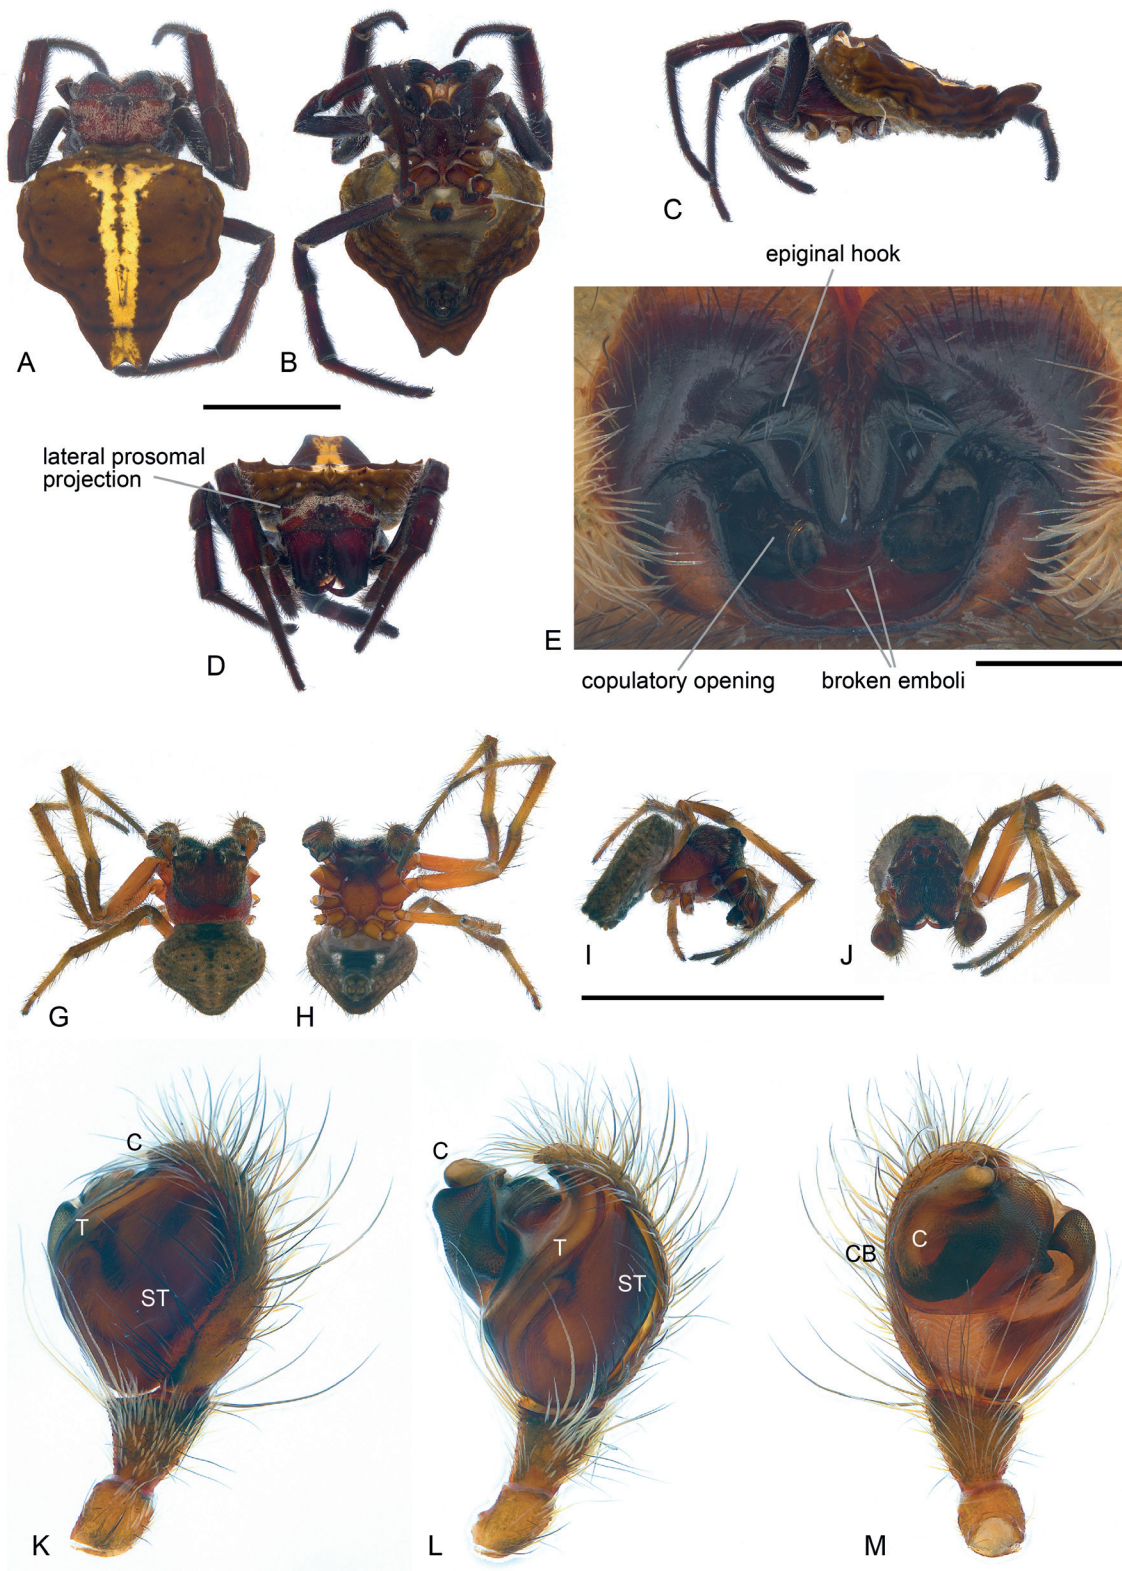 A
B
C
epiginal hook
lateral prosomal
projection
D
E
copulatory opening
broken emboli
G
H
I
J
C
T
ST
K
C
T
ST
L
CB
C
M